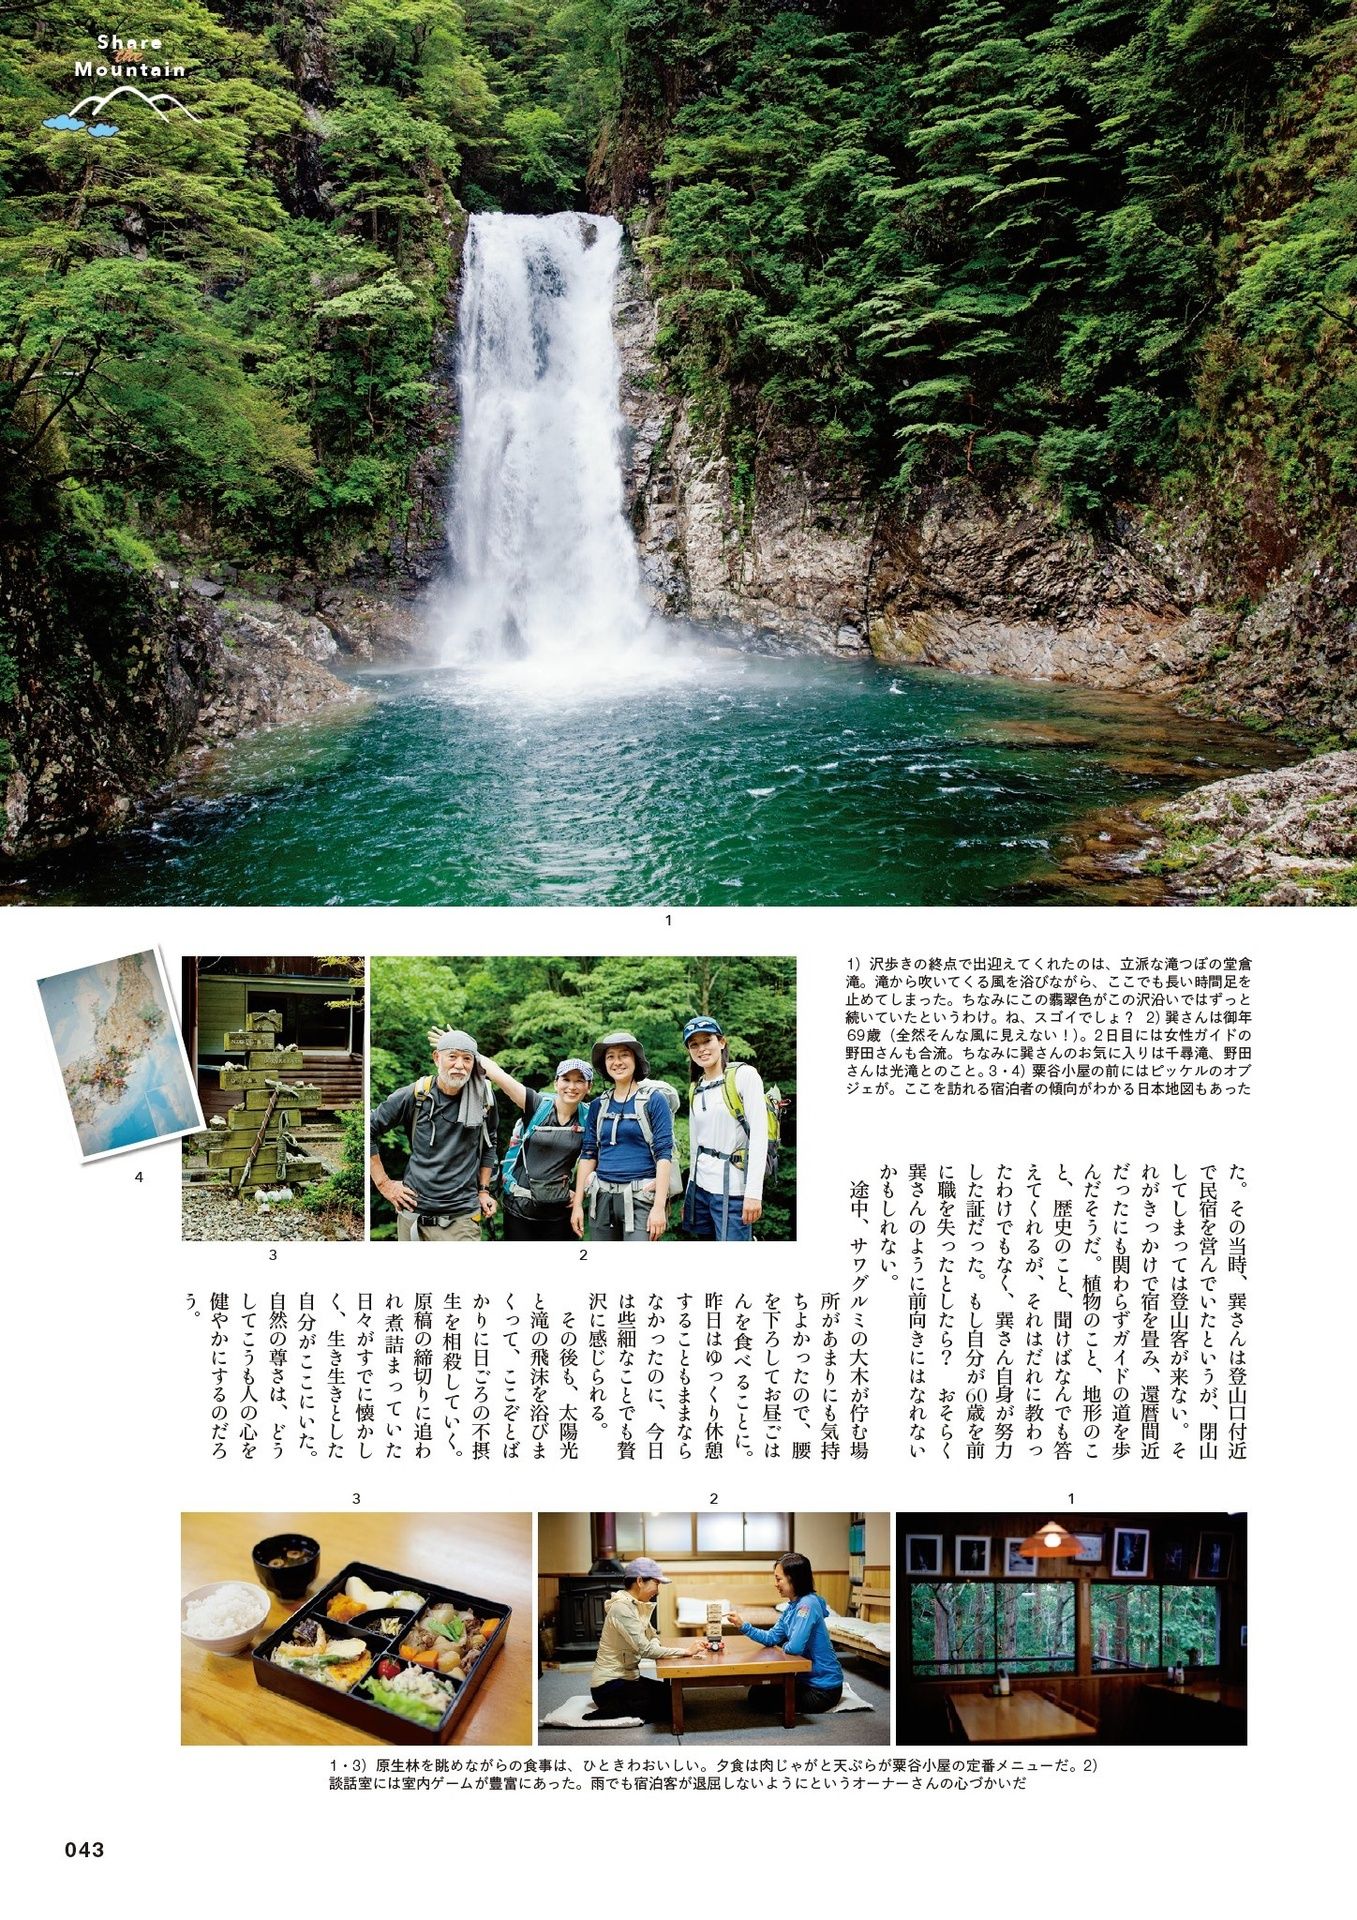 Share
the
Mountain
1
1）沢歩きの終点で出迎えてくれたのは、立派な滝つぼの堂倉
滝。滝から吹いてくる風を浴びながら、ここでも長い時間足を
止めてしまった。ちなみにこの翡翠色がこの沢沿いではずっと
続いていたというわけ。ね、スゴイでしょ？ 2）巽さんは御年
69歳（全然そんな風に見えない！）。2日目には女性ガイドの
野田さんも合流。ちなみに巽さんのお気に入りは千尋滝、野田
さんは光滝とのこと。3・4）粟谷小屋の前にはピッケルのオブ
ジェが。ここを訪れる宿泊者の傾向がわかる日本地図もあった
4
3
2
た。その当時、巽さんは登山口付近
で民宿を営んでいたというが、閉山
してしまっては登山客が来ない。そ
れがきっかけで宿を畳み、還暦間近
だったにも関わらずガイドの道を歩
んだそうだ。植物のこと、地形のこ
と、歴史のこと、聞けばなんでも答
えてくれるが、それはだれに教わっ
たわけでもなく、巽さん自身が努力
した証だった。もし自分が60歳を前
に職を失ったとしたら？　おそらく
巽さんのように前向きにはなれない
かもしれない。
途中、サワグルミの大木が佇む場
所があまりにも気持
ちよかったので、腰
を下ろしてお昼ごは
んを食べることに。
昨日はゆっくり休憩
することもままなら
なかったのに、今日
は些細なことでも贅
沢に感じられる。
その後も、太陽光
と滝の飛沫を浴びま
くって、ここぞとば
かりに日ごろの不摂
生を相殺していく。
原稿の締切りに追わ
れ煮詰まっていた
日々がすでに懐かし
く、生き生きとした
自分がここにいた。
自然の尊さは、どう
してこうも人の心を
健やかにするのだろ
う。
3
2
1
1・3）原生林を眺めながらの食事は、ひときわおいしい。夕食は肉じゃがと天ぷらが粟谷小屋の定番メニューだ。2）
談話室には室内ゲームが豊富にあった。雨でも宿泊客が退屈しないようにというオーナーさんの心づかいだ
043